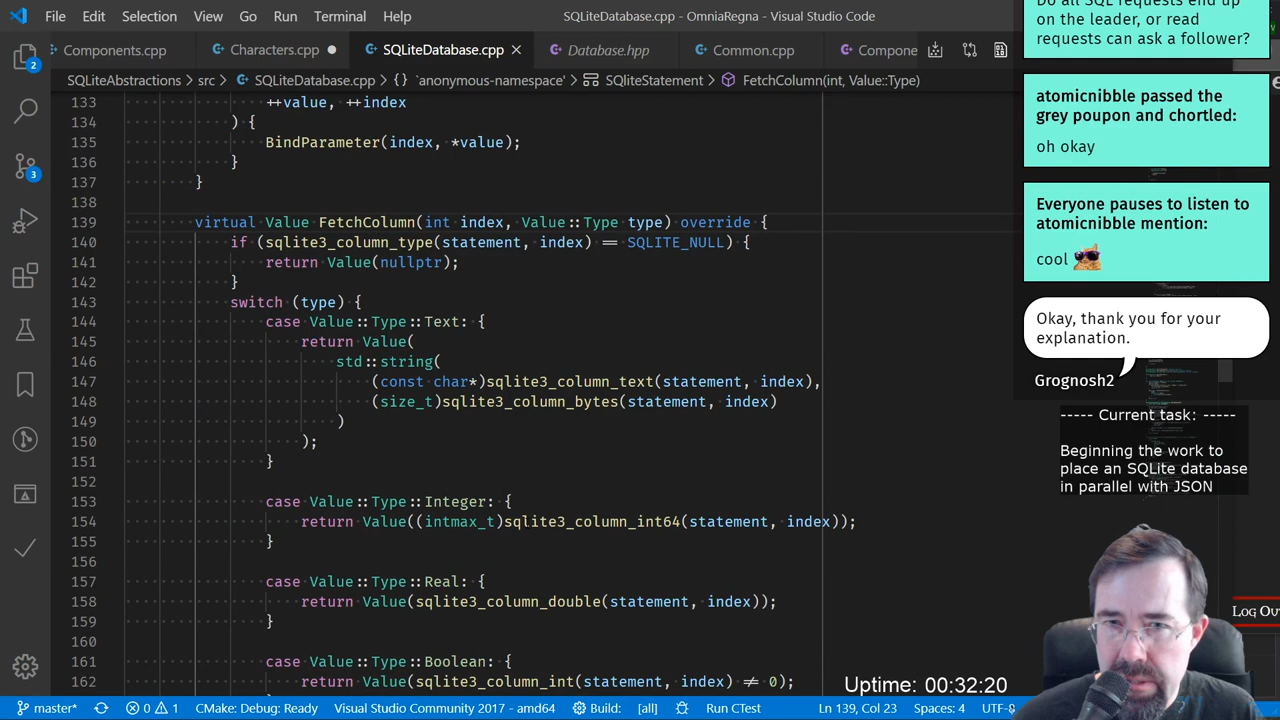 File Edit Selection View Go Run Terminal Help
SQLiteDatabase.cpp - OmniaRegna - Visual Studio Code
Components.cpp Characters.cpp SQLiteDatabase.cpp Database.hpp Common.cpp Compone
SQLiteAbstractions > src > SQLiteDatabase.cpp > {} `anonymous-namespace' > SQliteStatement > FetchColumn(int, Value::Type)
133 ++value, ++index
134 ) {
135 BindParameter(index, *value);
136 }
137 }
138
139 virtual Value FetchColumn(int index, Value::Type type) override {
140 if (sqlite3_column_type(statement, index) == SQLITE_NULL) {
141 return Value(nullptr);
142 }
143 switch (type) {
144 case Value::Type::Text: {
145 return Value(
146 std::string(
147 (const char*)sqlite3_column_text(statement, index),
148 (size_t)sqlite3_column_bytes(statement, index)
149 )
150 );
151 }
152
153 case Value::Type::Integer: {
154 return Value((intmax_t)sqlite3_column_int64(statement, index));
155 }
156
157 case Value::Type::Real: {
158 return Value(sqlite3_column_double(statement, index));
159 }
160
161 case Value::Type::Boolean: {
162 return Value(sqlite3_column_int(statement, index) != 0);
2
3
Do all SQL requests end up
on the leader, or read
requests can ask a follower?
atomicnibble passed the
grey poupon and chortled:
oh okay
Everyone pauses to listen to
atomicnibble mention:
cool
Okay, thank you for your
explanation.
Grognosh2
----- Current task: -----
Beginning the work to
place an SQLite database
in parallel with JSON
Log Ou
Uptime: 00:32:20
master* 0 1 CMake: Debug: Ready Visual Studio Community 2017 - amd64 Build: [all] Run CTest Ln 139, Col 23 Spaces: 4 UTF-8